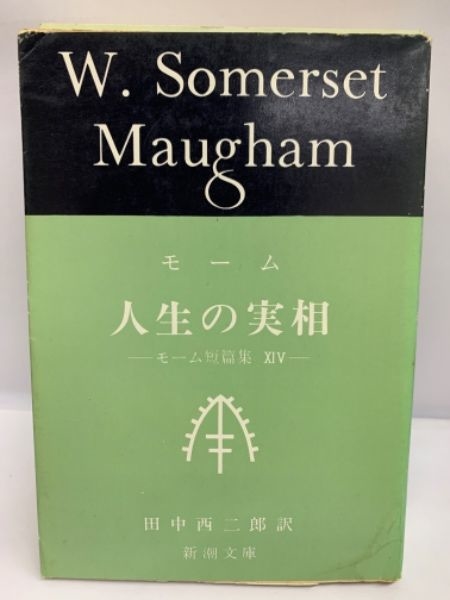 W. Somerset
Maugham
モーム
人生の実相
—モーム短篇集 XIV—
田中西二郎訳
新潮文庫